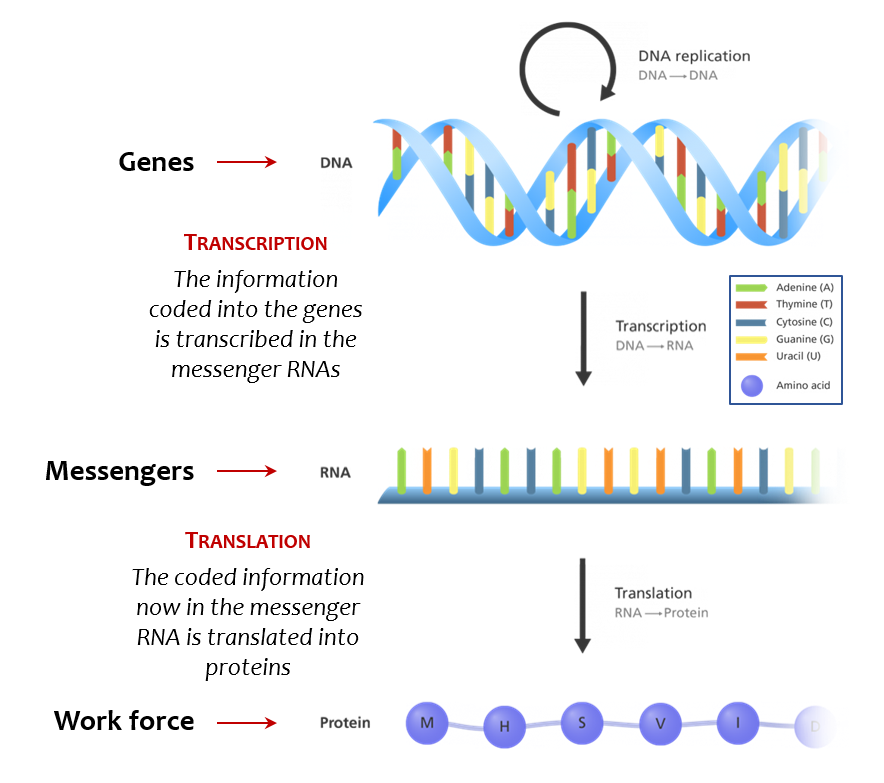 DNA replication
DNA → DNA
Genes
DNA
TRANSCRIPTION
The information
coded into the genes
is transcribed in the
messenger RNAs
Transcription
DNA → RNA
Adenine (A)
Thymine (T)
Cytosine (C)
Guanine (G)
Uracil (U)
Amino acid
Messengers
RNA
TRANSLATION
The coded information
now in the messenger
RNA is translated into
proteins
Translation
RNA → Protein
Work force
Protein
M H S V I D